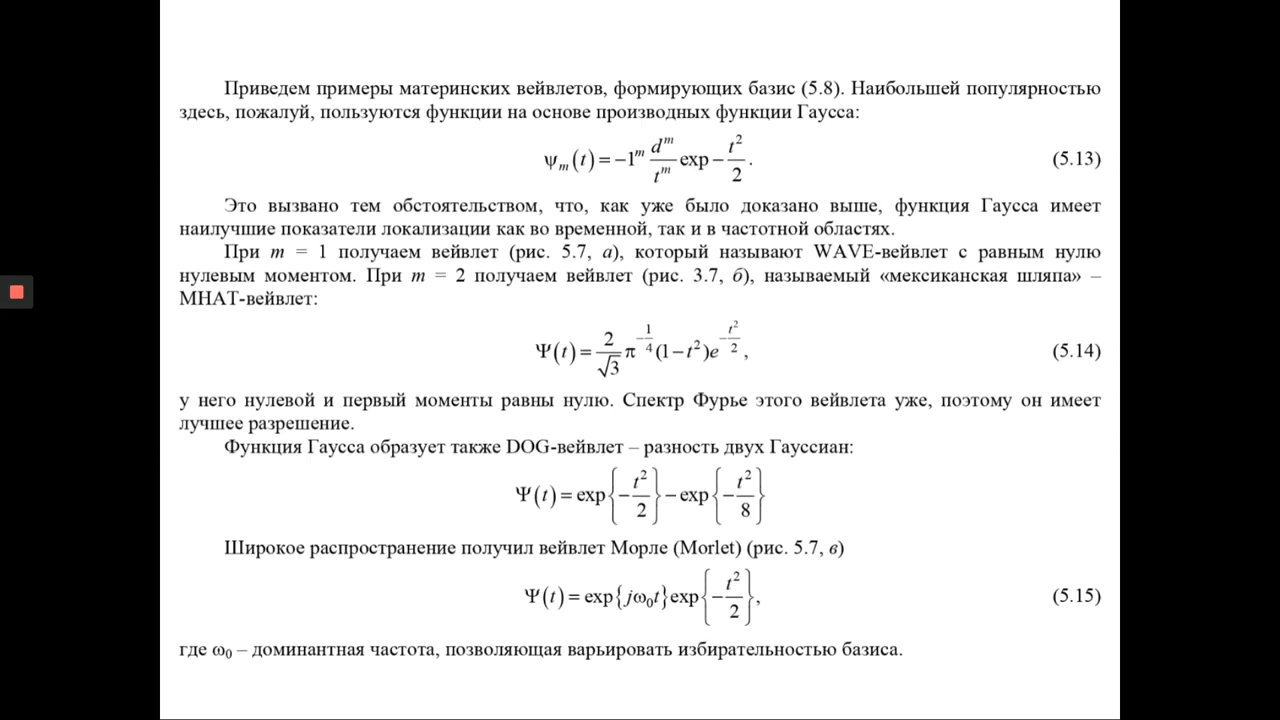 Приведем примеры материнских вейвлетов, формирующих базис (5.8). Наибольшей популярностью
здесь, пожалуй, пользуются функции на основе производных функции Гаусса:
ψₘ(t) = −1ᵐ dᵐ/tᵐ exp − t²/2 . (5.13)
Это вызвано тем обстоятельством, что, как уже было доказано выше, функция Гаусса имеет
наилучшие показатели локализации как во временной, так и в частотной областях.
При m = 1 получаем вейвлет (рис. 5.7, а), который называют WAVE-вейвлет с равным нулю
нулевым моментом. При m = 2 получаем вейвлет (рис. 3.7, б), называемый «мексиканская шляпа» –
МНАТ-вейвлет:
Ψ(t) = 2/√3 π^(−1/4) (1 − t²)e^(−t²/2), (5.14)
у него нулевой и первый моменты равны нулю. Спектр Фурье этого вейвлета уже, поэтому он имеет
лучшее разрешение.
Функция Гаусса образует также DOG-вейвлет – разность двух Гауссиан:
Ψ(t) = exp{−t²/2} − exp{−t²/8}
Широкое распространение получил вейвлет Морле (Morlet) (рис. 5.7, в)
Ψ(t) = exp{jω₀t}exp{−t²/2}, (5.15)
где ω₀ – доминантная частота, позволяющая варьировать избирательностью базиса.